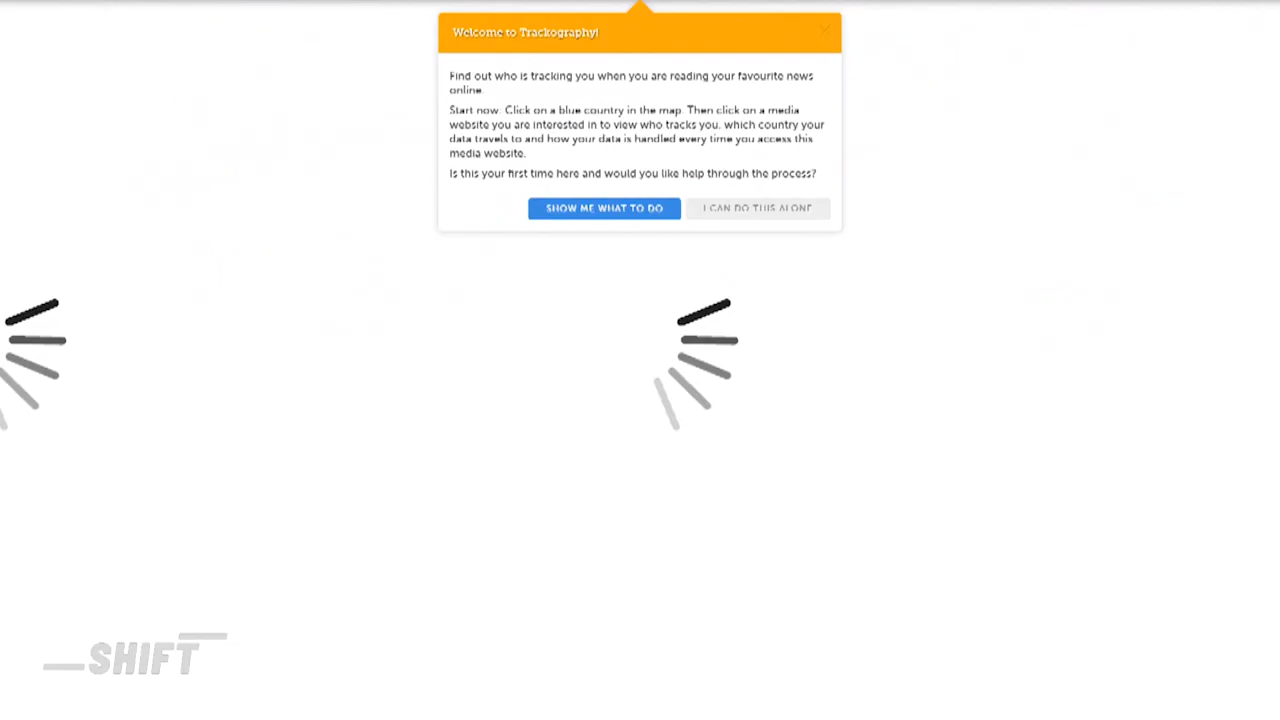 Welcome to Trackography!
Find out who is tracking you when you are reading your favourite news
online.
Start now: Click on a blue country in the map. Then click on a media
website you are interested in to view who tracks you, which country your
data travels to and how your data is handled every time you access this
media website.
Is this your first time here and would you like help through the process?
SHOW ME WHAT TO DO
I CAN DO THIS ALONE
SHIFT